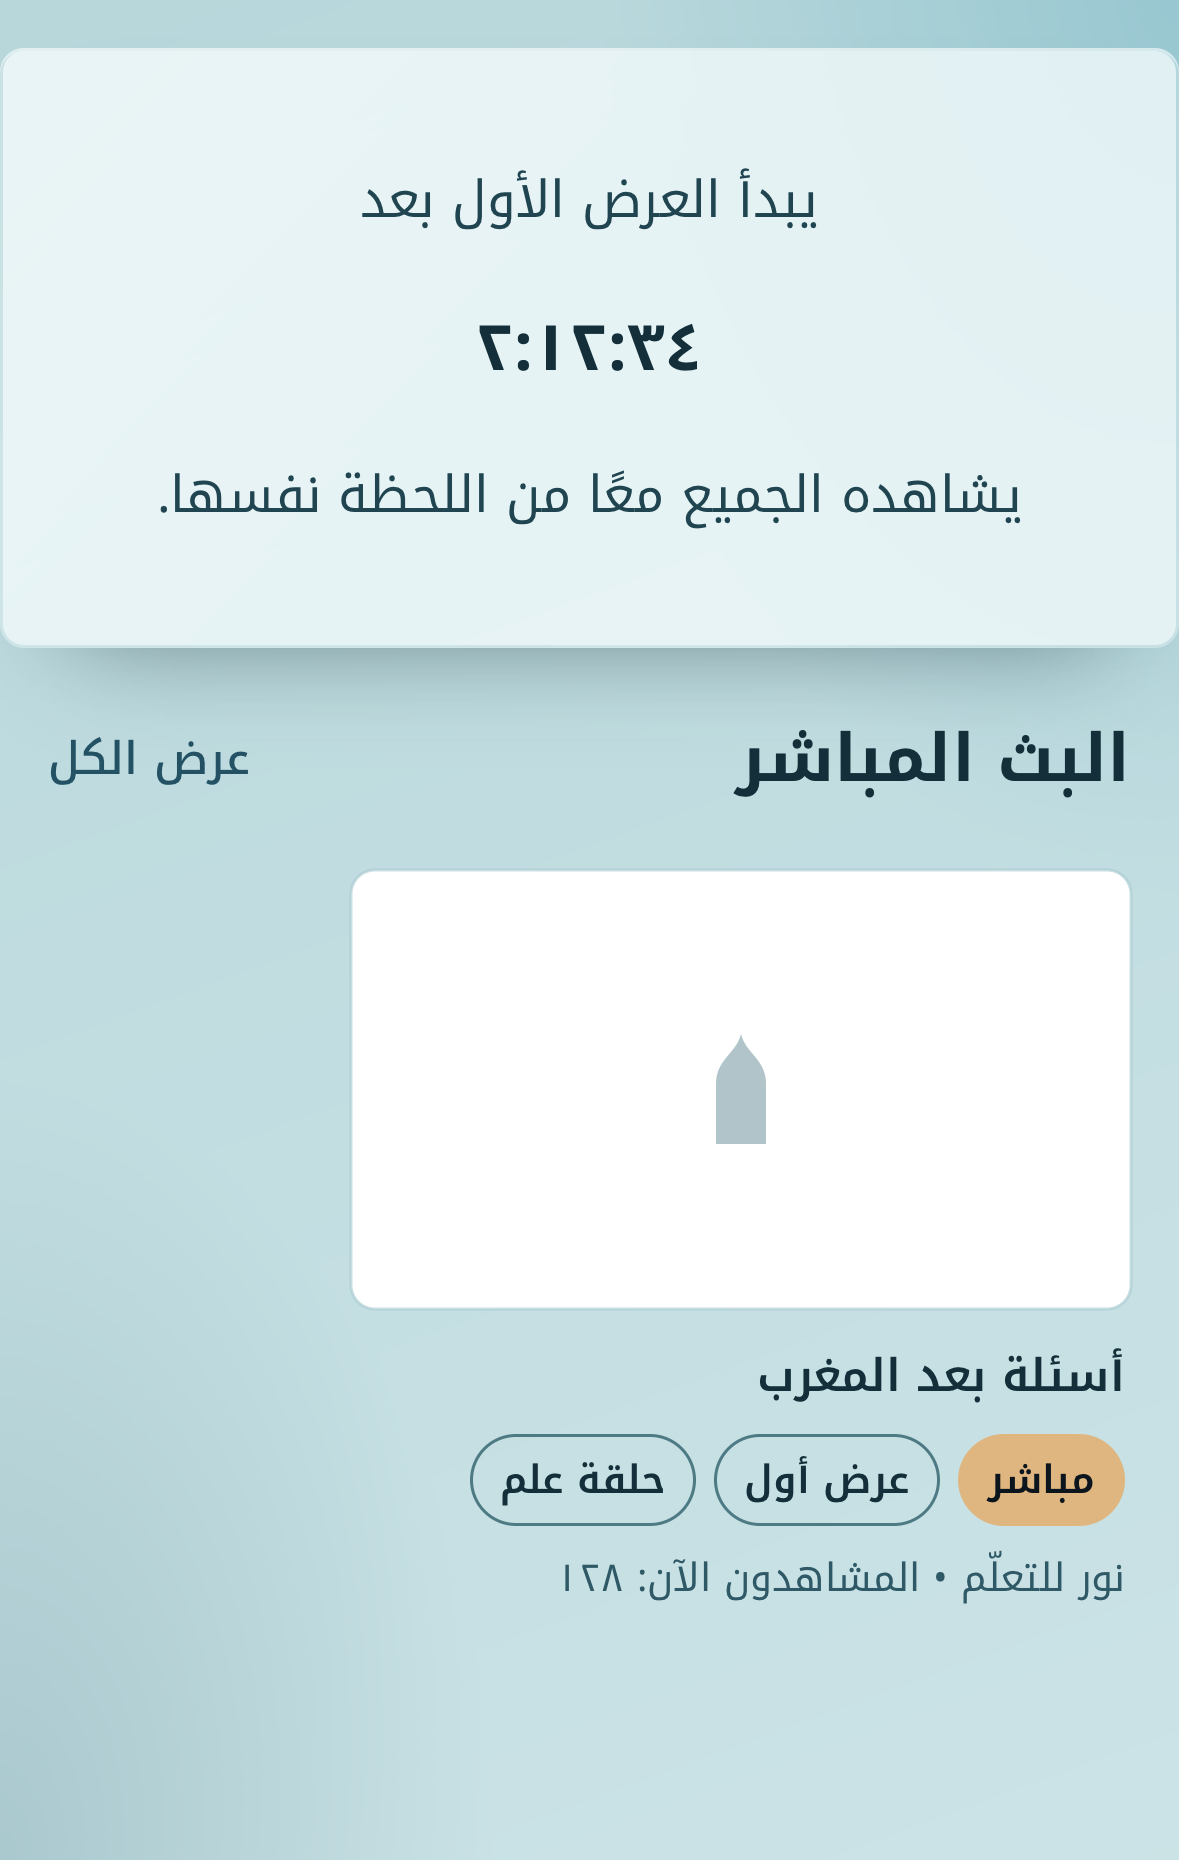 يبدأ العرض الأول بعد
٢:١٢:٣٤
يشاهده الجميع معًا من اللحظة نفسها.
البث المباشر
عرض الكل
أسئلة بعد المغرب
مباشر
عرض أول
حلقة علم
نور للتعلّم • المشاهدون الآن: ١٢٨